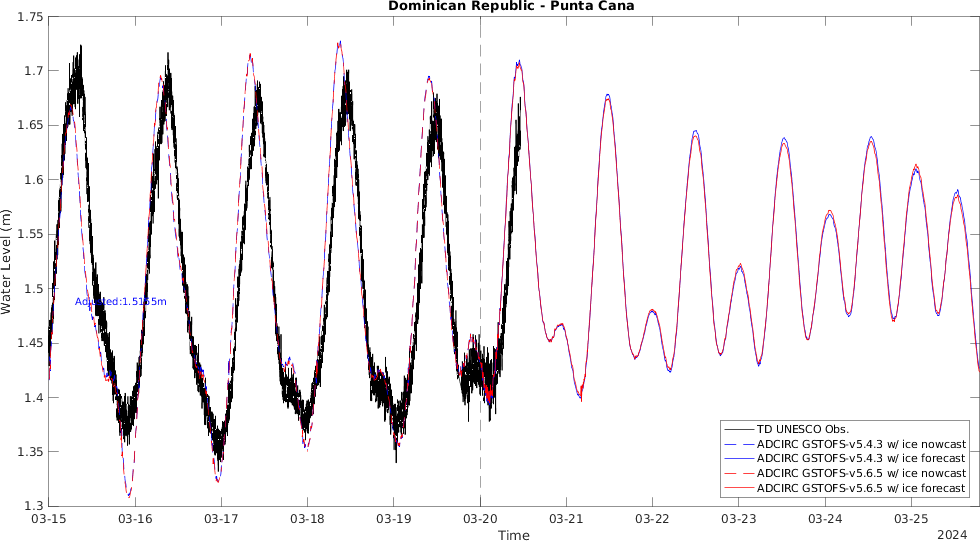 Dominican Republic - Punta Cana
1.75
1.7
1.65
1.6
1.55
1.5
1.45
1.4
1.35
1.3
Water Level (m)
Adjusted:1.5155m
TD UNESCO Obs.
ADCIRC GSTOFS-v5.4.3 w/ ice nowcast
ADCIRC GSTOFS-v5.4.3 w/ ice forecast
ADCIRC GSTOFS-v5.6.5 w/ ice nowcast
ADCIRC GSTOFS-v5.6.5 w/ ice forecast
03-15 03-16 03-17 03-18 03-19 03-20 03-21 03-22 03-23 03-24 03-25
Time
2024